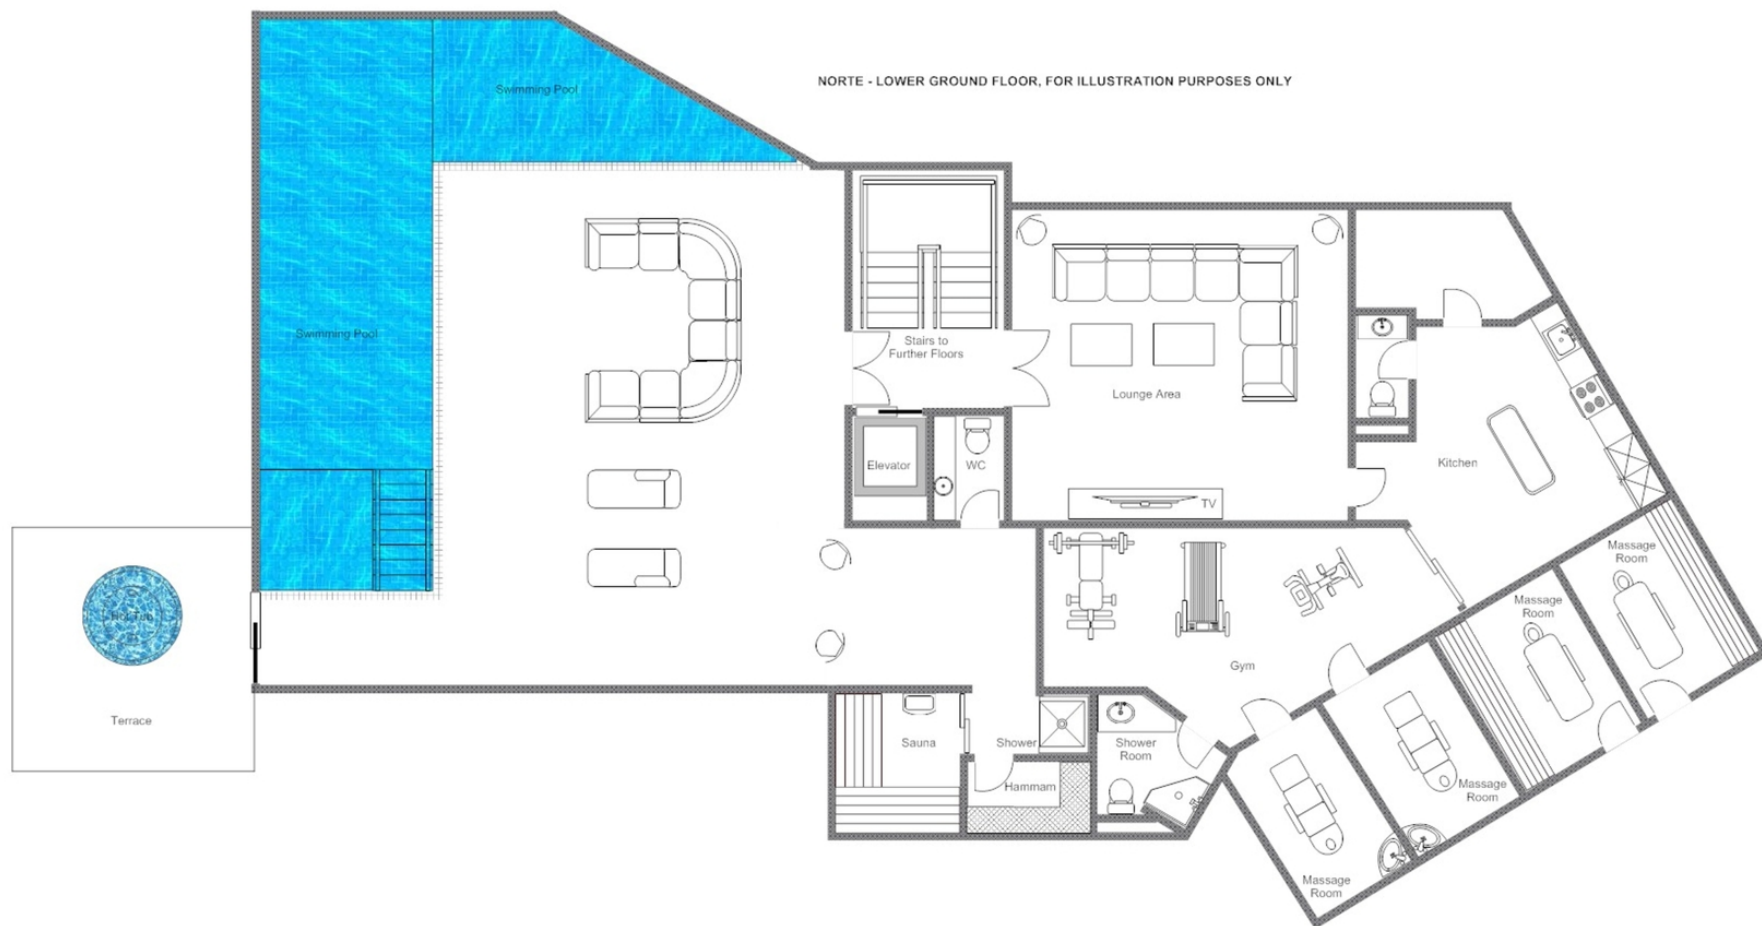 NORTE - LOWER GROUND FLOOR, FOR ILLUSTRATION PURPOSES ONLY
Swimming Pool
Swimming Pool
Stairs to
Further Floors
Lounge Area
Elevator
WC
Kitchen
TV
Massage
Room
Massage
Room
Hot Tub
Gym
Terrace
Sauna
Shower
Shower
Room
Hammam
Massage
Room
Massage
Room